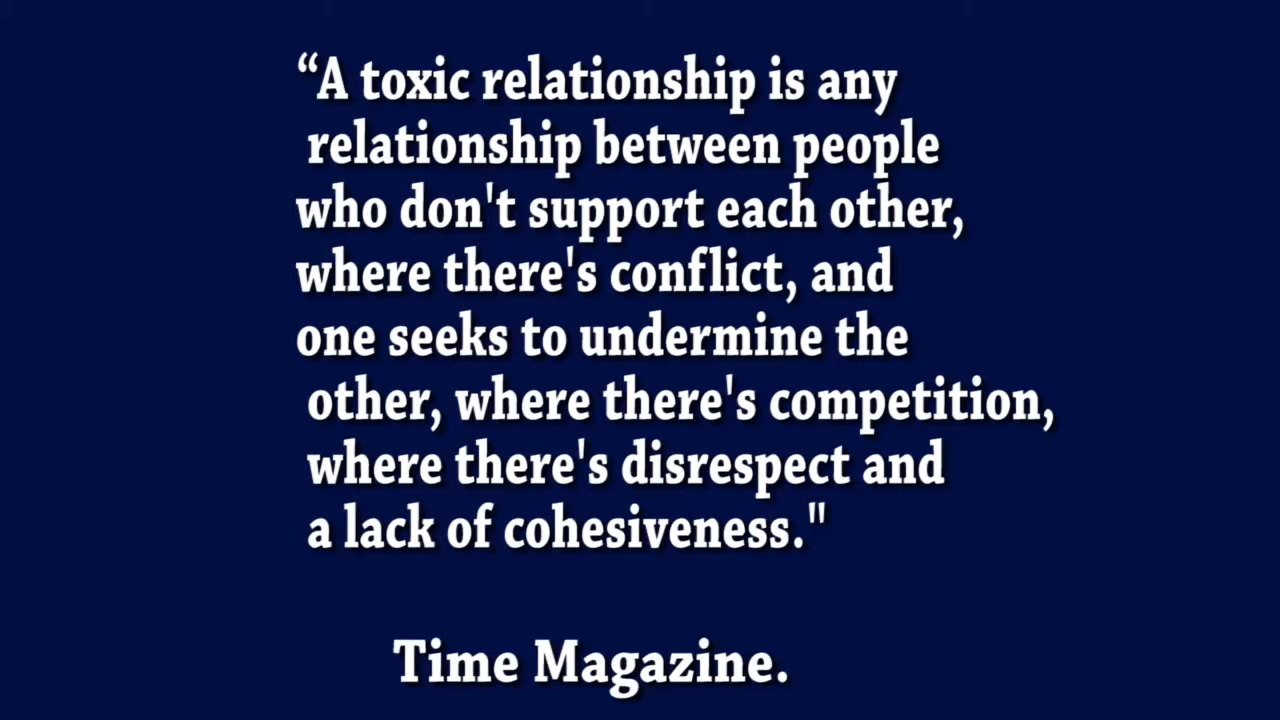 “A toxic relationship is any
relationship between people
who don't support each other,
where there's conflict, and
one seeks to undermine the
other, where there's competition,
where there's disrespect and
a lack of cohesiveness."
Time Magazine.